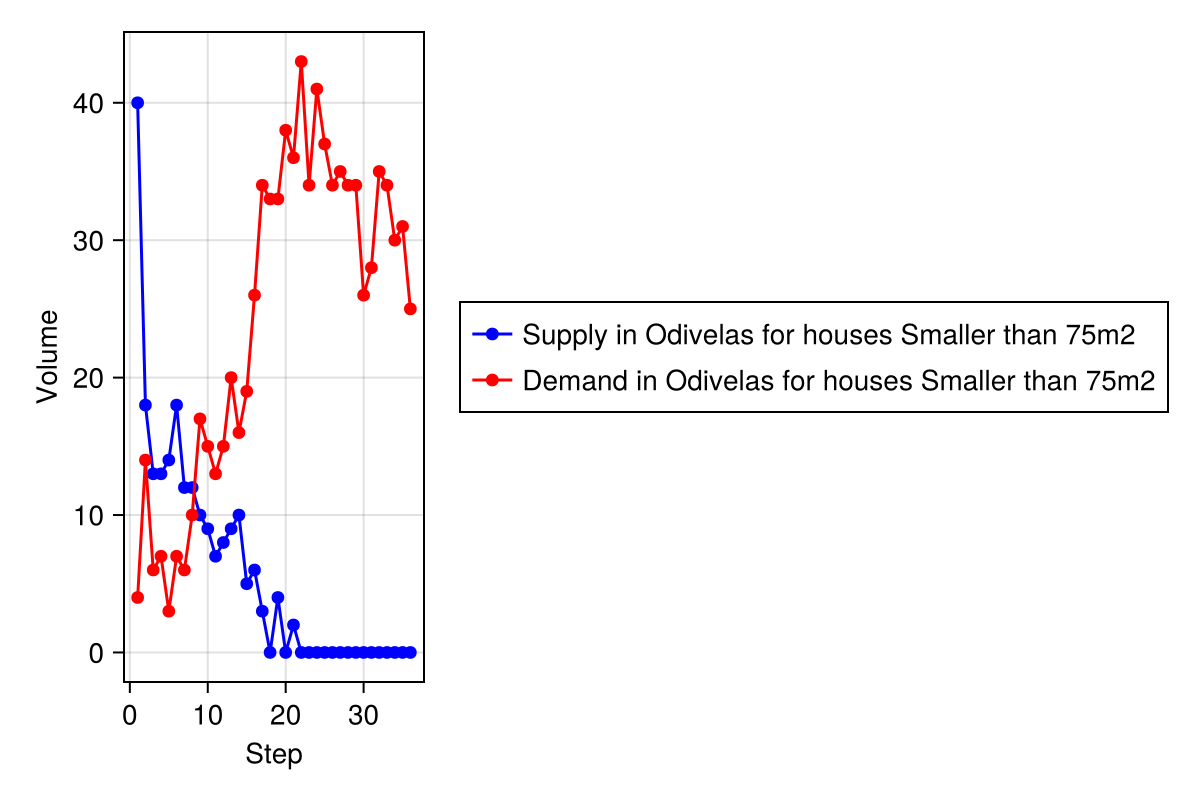 40
30
20
10
0
Volume
0 10 20 30
Step
Supply in Odivelas for houses Smaller than 75m2
Demand in Odivelas for houses Smaller than 75m2